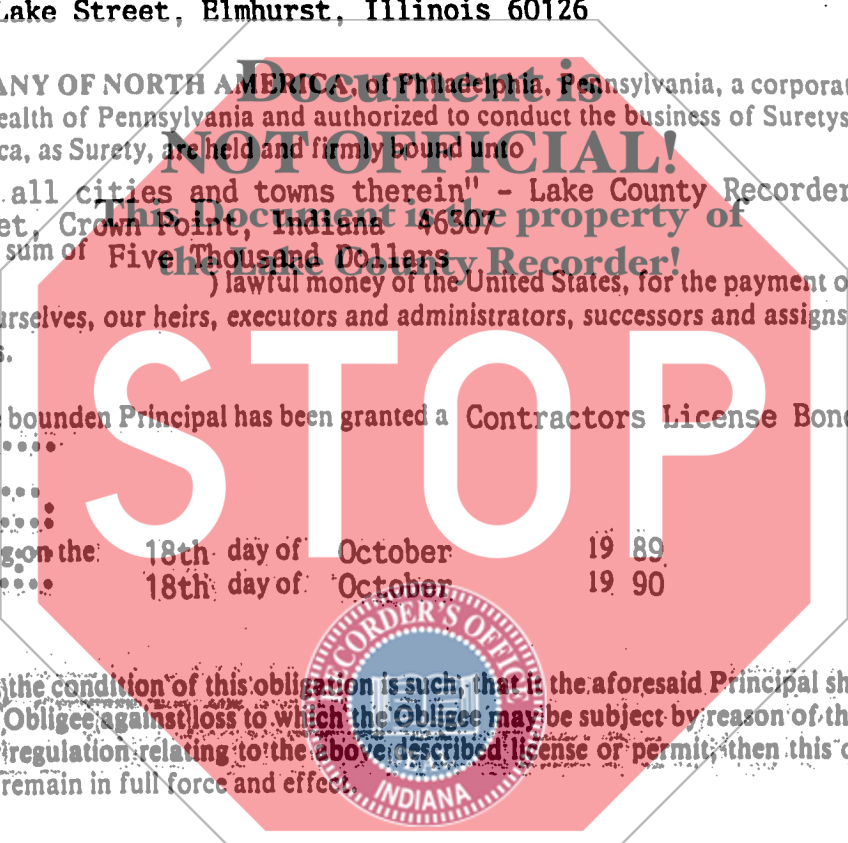 Lake Street, Elmhurst, Illinois 60126
Document is
ANY OF NORTH AMERICA, of Philadelphia, Pennsylvania, a corporat
ealth of Pennsylvania and authorized to conduct the business of Suretys
NOT OFFICIAL!
ca, as Surety, are held and firmly bound unto
all cities and towns therein" - Lake County Recorder
This Document is the property of
et, Crown Point, Indiana 46307
sum of Five Thousand Dollars
the Lake County Recorder!
) lawful money of the United States, for the payment o
urselves, our heirs, executors and administrators, successors and assigns
s.
STOP
bounden Principal has been granted a Contractors License Bond
g on the 18th day of October 19 89
18th day of October 19 90
RECORDER'S OFFICE
the condition of this obligation is such, that if the aforesaid Principal sh
Obligee against loss to which the Obligee may be subject by reason of th
regulation relating to the above described license or permit, then this o
remain in full force and effect.
INDIANA